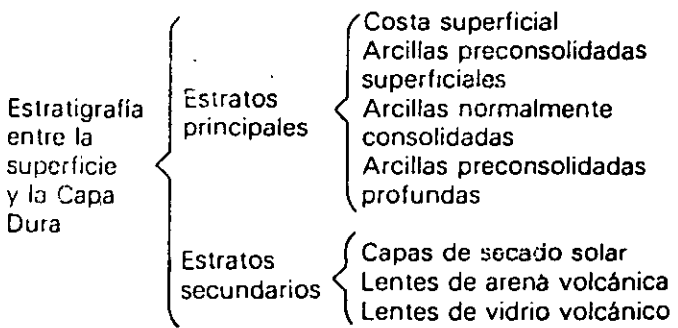 Estratigrafía
entre la
superficie
y la Capa
Dura
Estratos
principales
Costa superficial
Arcillas preconsolidadas
superficiales
Arcillas normalmente
consolidadas
Arcillas preconsolidadas
profundas
Estratos
secundarios
Capas de secado solar
Lentes de arena volcánica
Lentes de vidrio volcánico